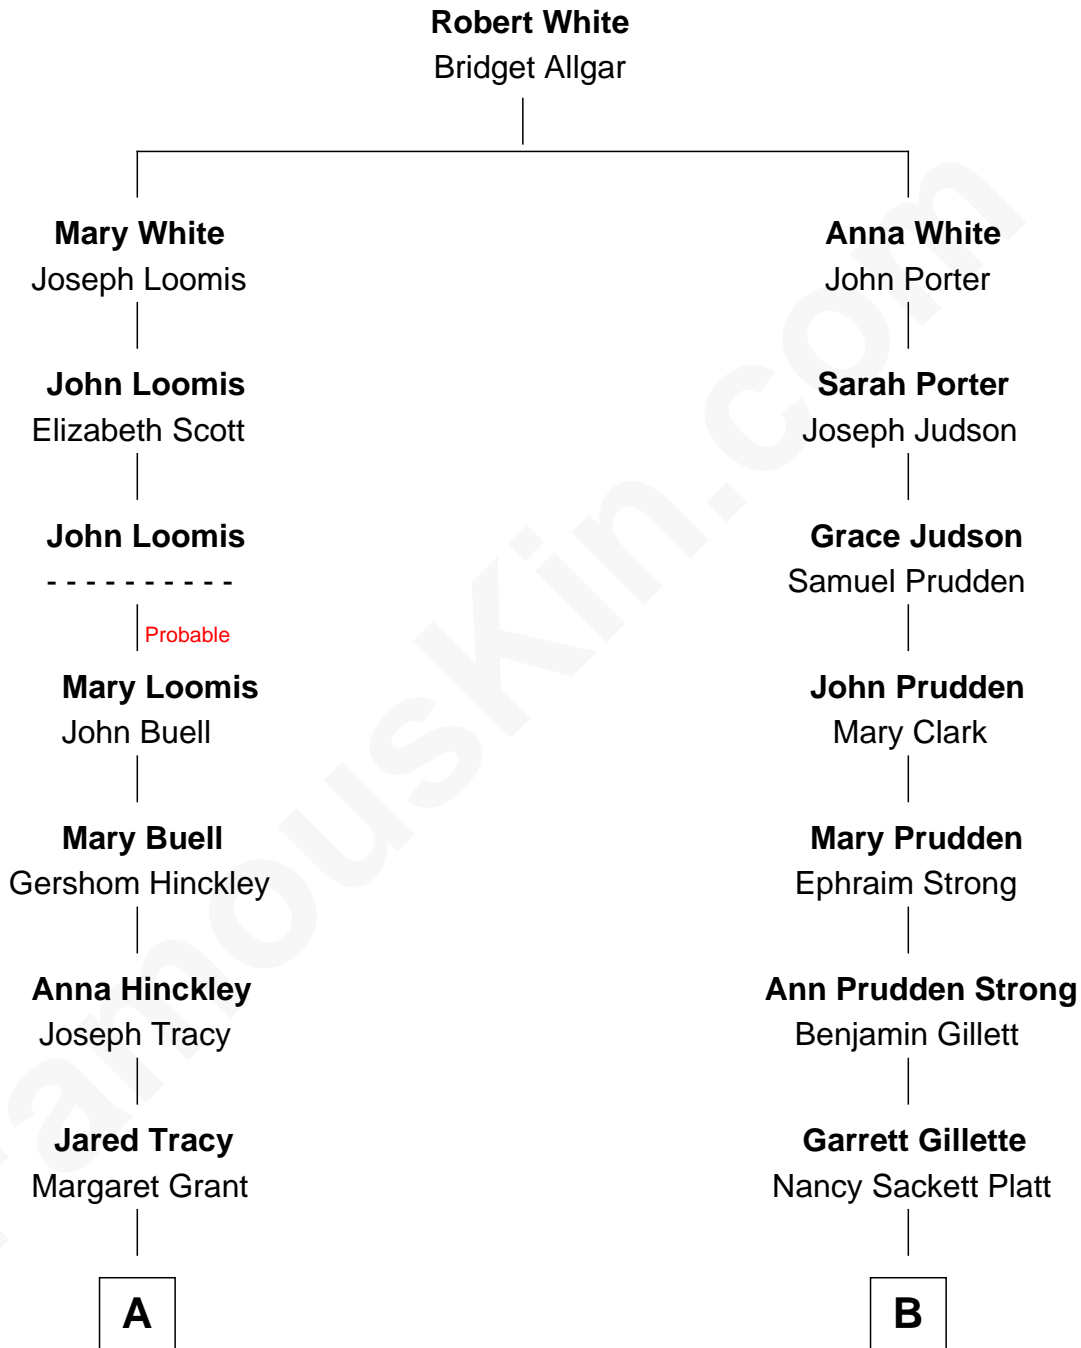 Robert White
Bridget Allgar
Mary White
Joseph Loomis
Anna White
John Porter
John Loomis
Elizabeth Scott
Sarah Porter
Joseph Judson
John Loomis
- - - - - - - - - -
Grace Judson
Samuel Prudden
Probable
Mary Loomis
John Buell
John Prudden
Mary Clark
Mary Buell
Gershom Hinckley
Mary Prudden
Ephraim Strong
Anna Hinckley
Joseph Tracy
Ann Prudden Strong
Benjamin Gillett
Jared Tracy
Margaret Grant
Garrett Gillette
Nancy Sackett Platt
A
B
FamousKin.com